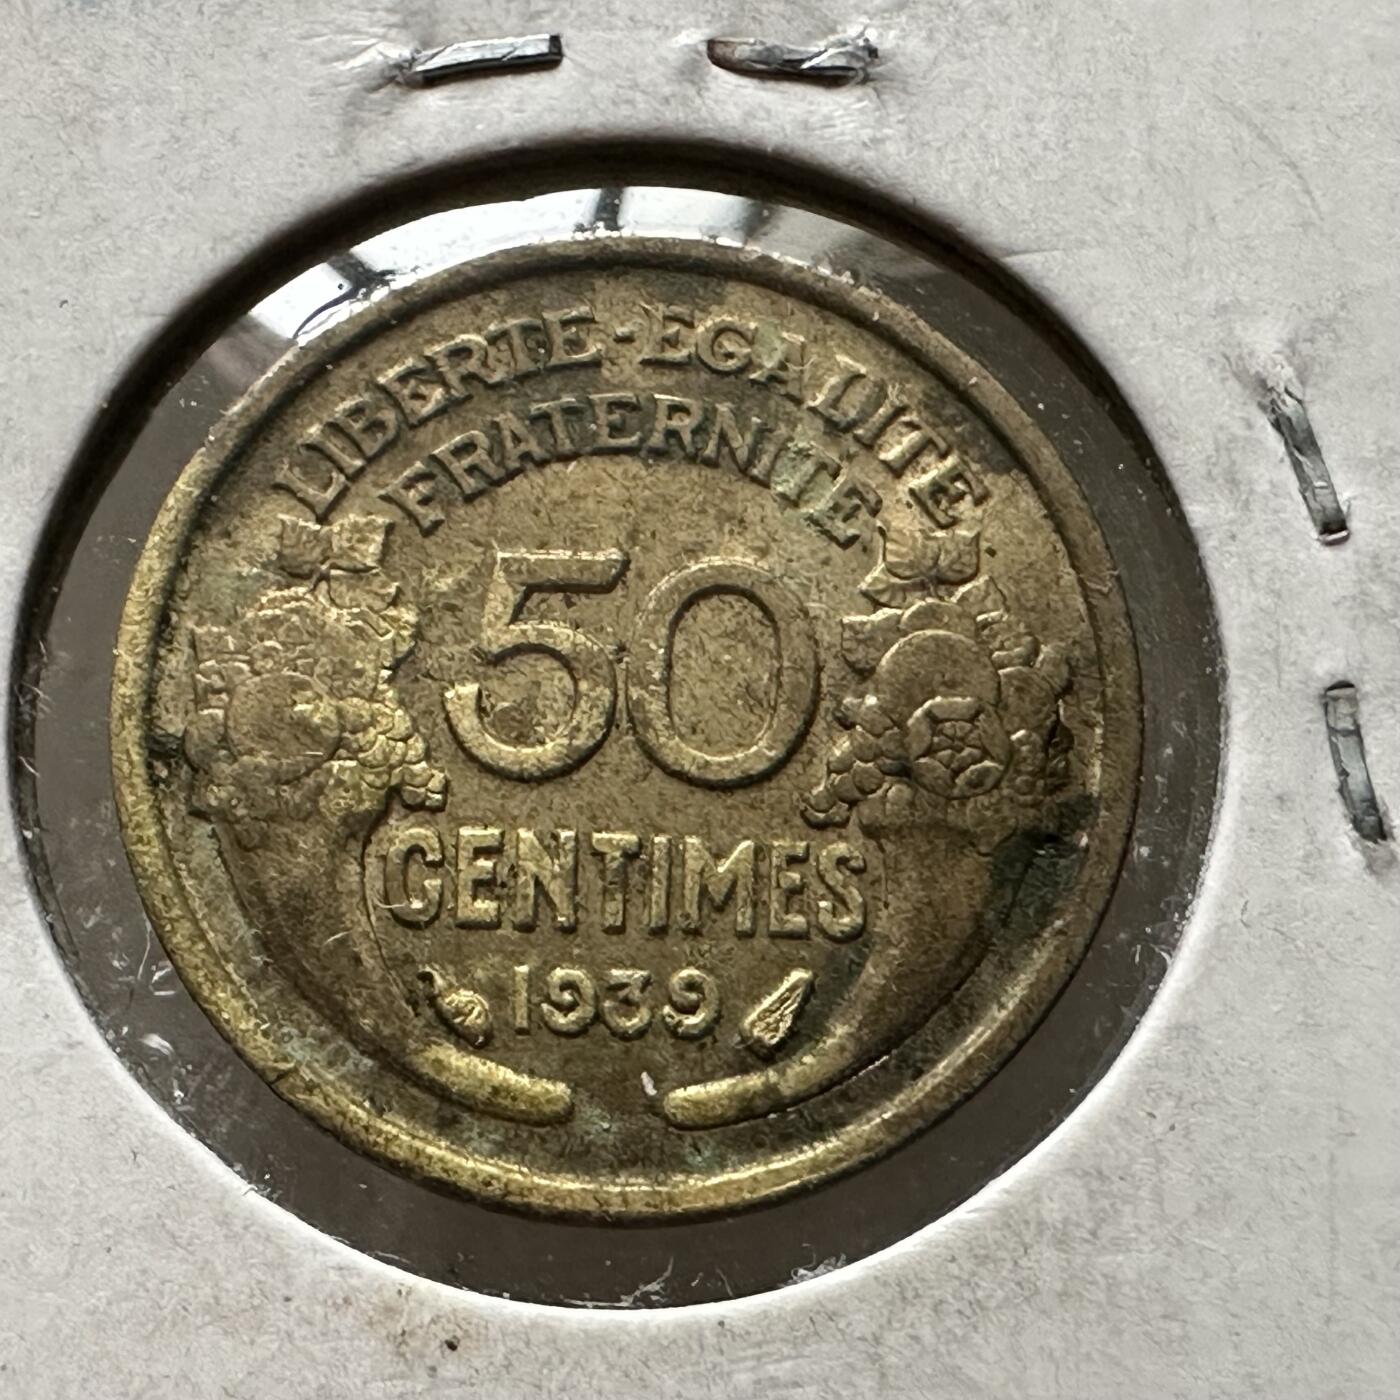 LIBERTE-EGALITE
FRATERNITE
50
CENTIMES
1939